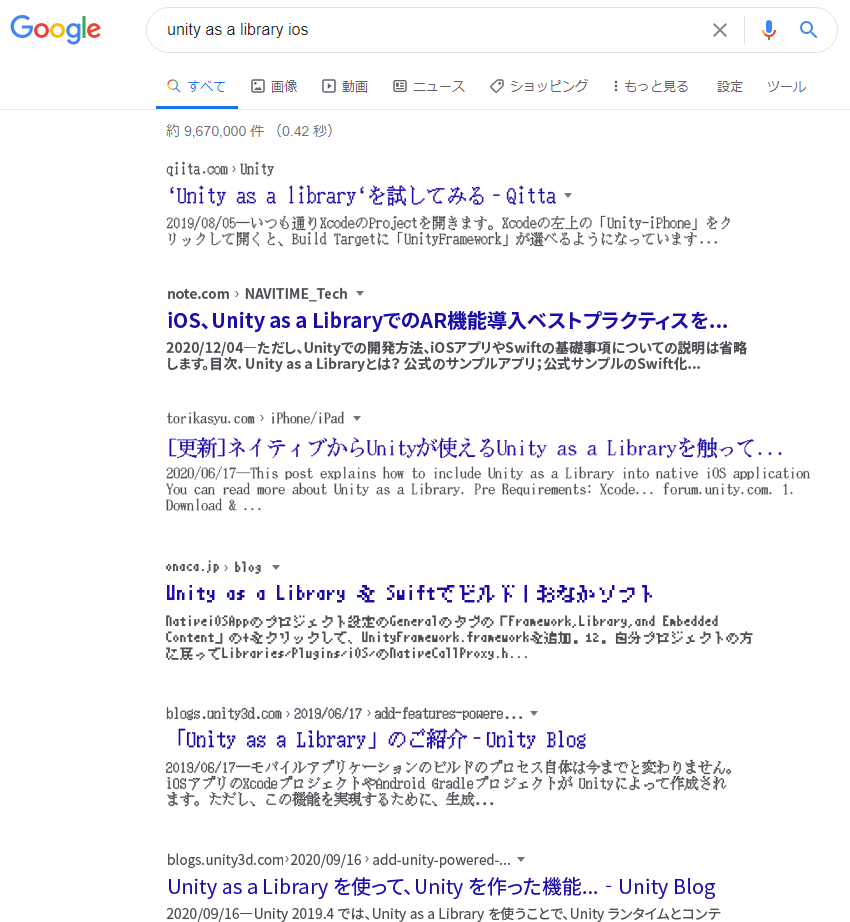 Google
unity as a library ios
すべて 画像 動画 ニュース ショッピング もっと見る 設定 ツール
約 9,670,000 件 (0.42 秒)
qiita.com › Unity
‘Unity as a library‘を試してみる - Qitta
2019/08/05—いつも通りXcodeのProjectを開きます。Xcodeの左上の「Unity-iPhone」をク
リックして開くと、Build Targetに「UnityFramework」が選べるようになっています...
note.com › NAVITIME_Tech
iOS、Unity as a LibraryでのAR機能導入ベストプラクティスを...
2020/12/04—ただし、Unityでの開発方法、iOSアプリやSwiftの基礎事項についての説明は省略
します。目次. Unity as a Libraryとは? 公式のサンプルアプリ;公式サンプルのSwift化...
torikasyu.com › iPhone/iPad
[更新]ネイティブからUnityが使えるUnity as a Libraryを触って...
2020/06/17—This post explains how to include Unity as a Library into native iOS application
You can read more about Unity as a Library. Pre Requirements: Xcode... forum.unity.com. 1.
Download & ...
onaca.jp › blog
Unity as a Library を Swiftでビルド | おなかソフト
NativeiOSAppのプロジェクト設定のGeneralのタブの「Framework,Library,and Embedded
Content」の+をクリックして、UnityFramework.frameworkを追加。12。自分プロジェクトの方
に戻ってLibraries/Plugins/iOS/のNativeCallProxy.h...
blogs.unity3d.com › 2019/06/17 › add-features-powere...
「Unity as a Library」のご紹介 - Unity Blog
2019/06/17—モバイルアプリケーションのビルドのプロセス自体は今までと変わりません。
iOSアプリのXcodeプロジェクトやAndroid Gradleプロジェクトが Unityによって作成され
ます。ただし、この機能を実現するために、生成...
blogs.unity3d.com›2020/09/16 › add-unity-powered-...
Unity as a Library を使って、Unity を作った機能... - Unity Blog
2020/09/16—Unity 2019.4 では、Unity as a Library を使うことで、Unity ランタイムとコンテ